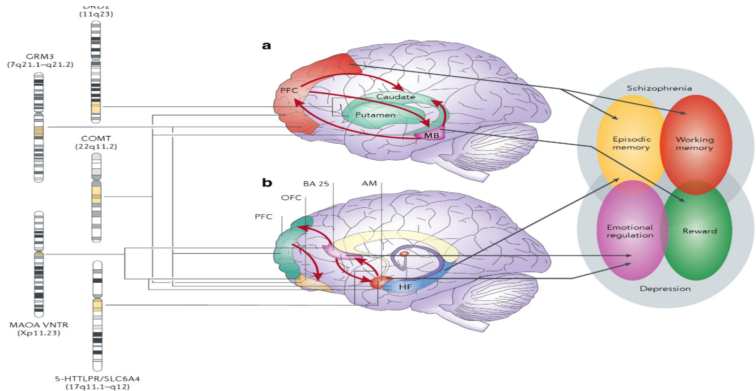 DRD2
(11q23)
GRM3
(7q21.1–q21.2)
COMT
(22q11.2)
MAOA VNTR
(Xp11.23)
5-HTTLPR/SLC6A4
(17q11.1–q12)
a
PFC
Caudate
Putamen
MB
b
BA 25
AM
OFC
PFC
HF
Schizophrenia
Episodic
memory
Working
memory
Emotional
regulation
Reward
Depression